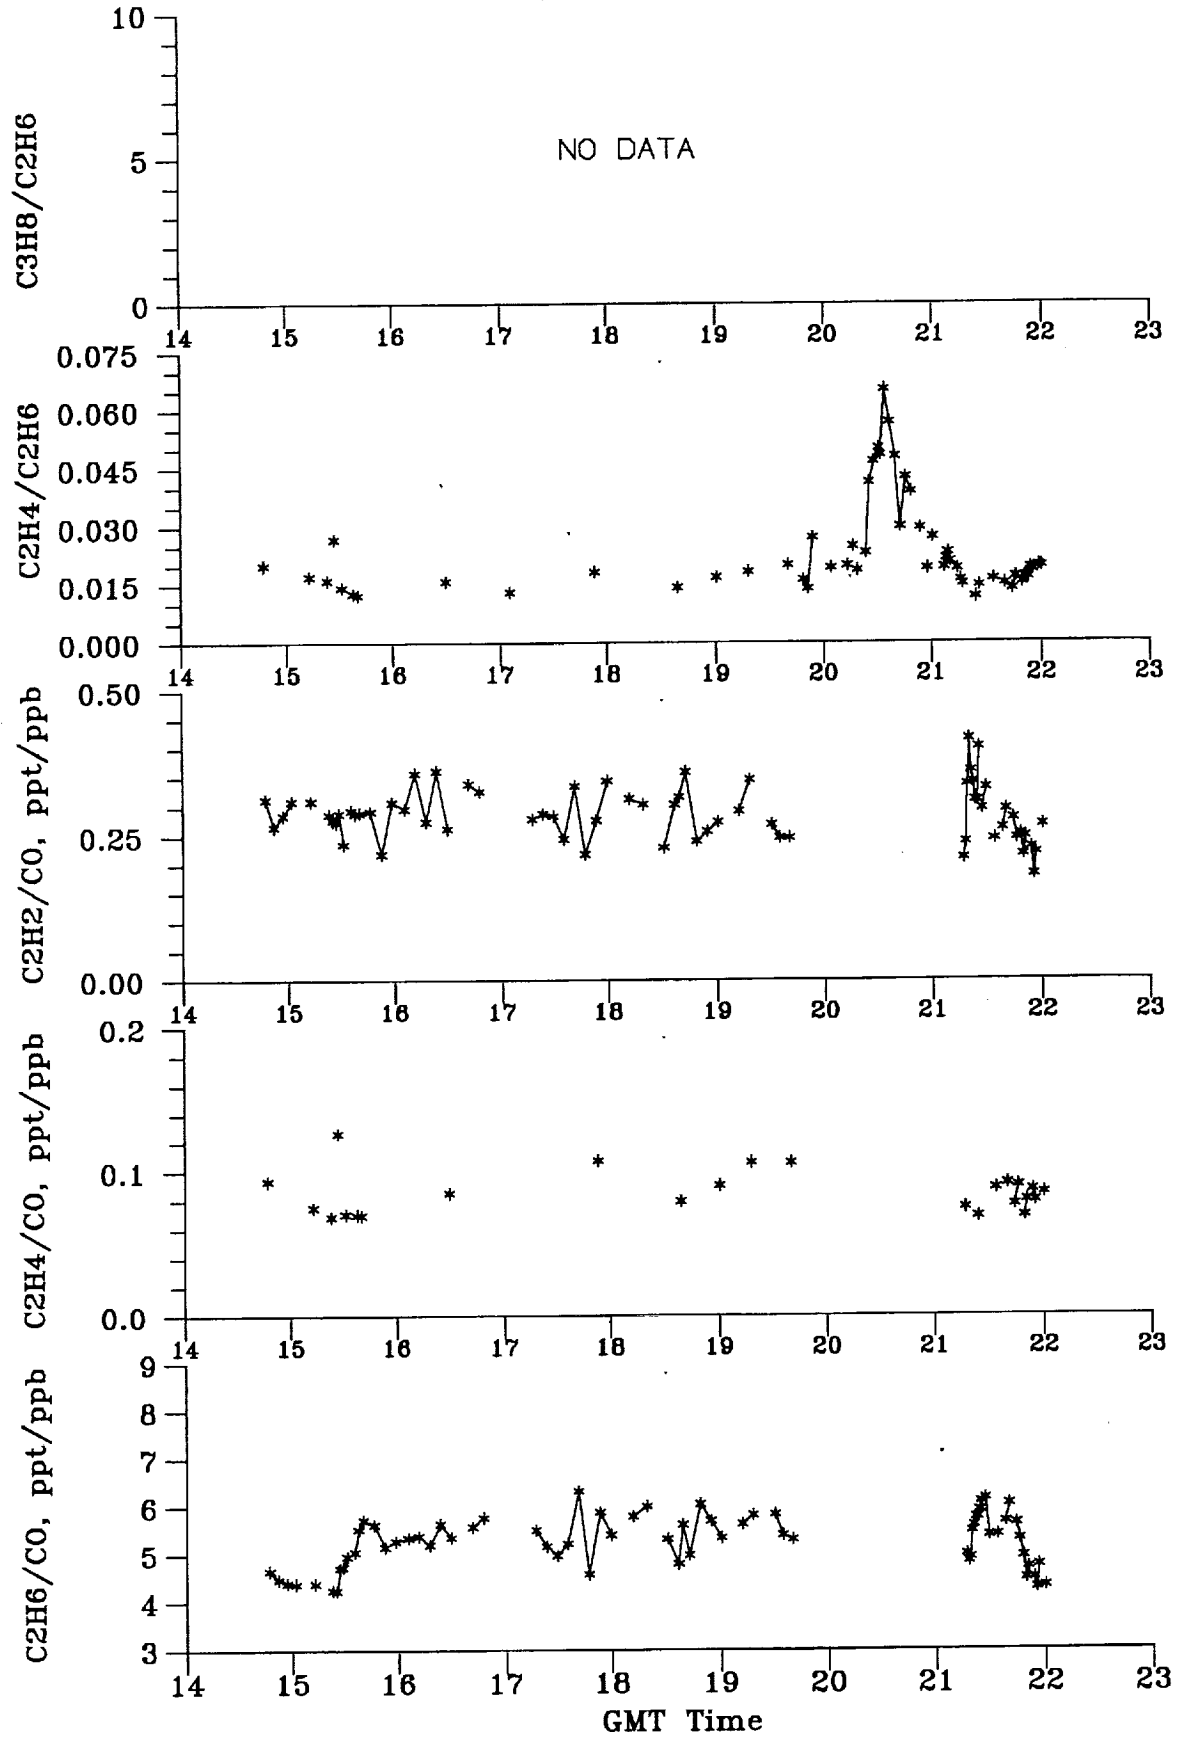 C3H8/C2H6
10
5
0
NO DATA
14 15 16 17 18 19 20 21 22 23
C2H4/C2H6
0.075
0.060
0.045
0.030
0.015
0.000
14 15 16 17 18 19 20 21 22 23
C2H2/CO, ppt/ppb
0.50
0.25
0.00
14 15 16 17 18 19 20 21 22 23
C2H4/CO, ppt/ppb
0.2
0.1
0.0
14 15 16 17 18 19 20 21 22 23
C2H6/CO, ppt/ppb
9
8
7
6
5
4
3
14 15 16 17 18 19 20 21 22 23
GMT Time